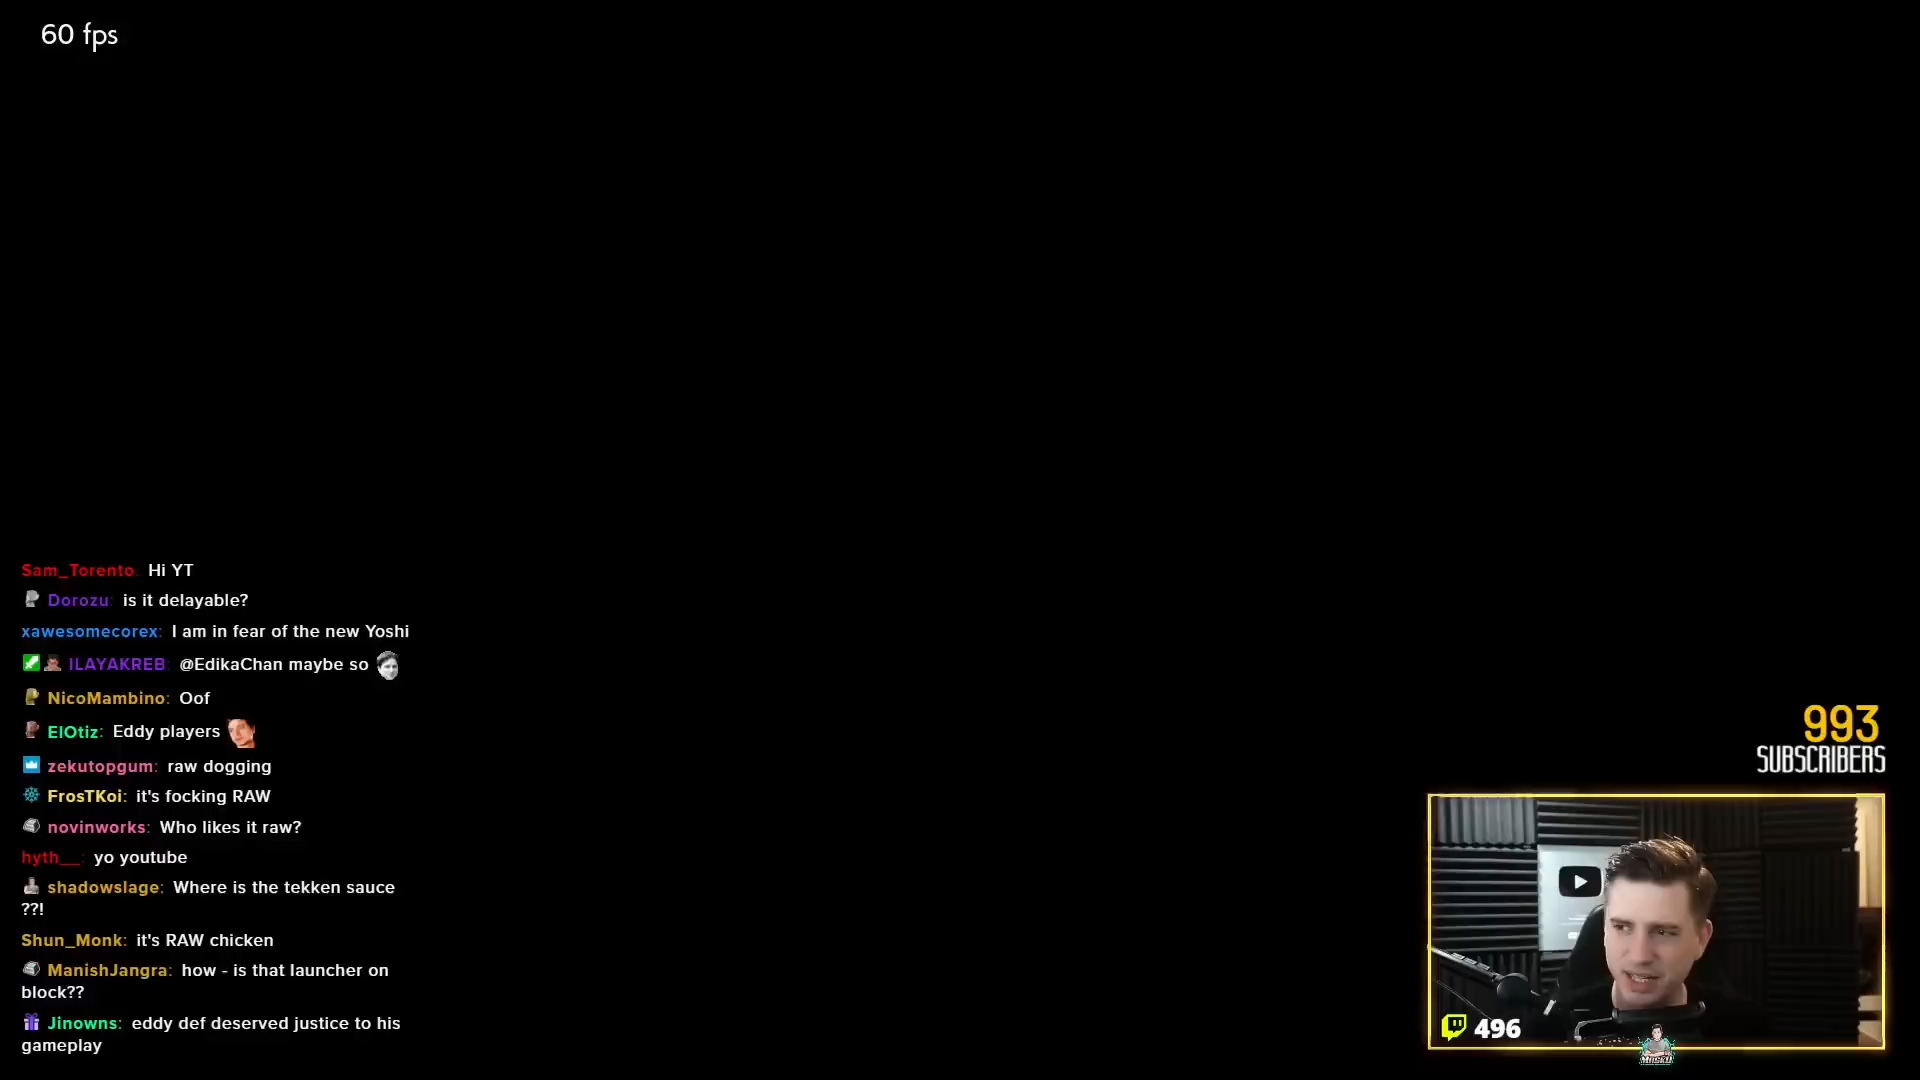 60 fps
Sam_Torento: Hi YT
Dorozu: is it delayable?
xawesomecorex: I am in fear of the new Yoshi
ILAYAKREB: @EdikaChan maybe so
NicoMambino: Oof
ElOtiz: Eddy players
zekutopgum: raw dogging
FrosTKoi: it's focking RAW
novinworks: Who likes it raw?
hyth__: yo youtube
shadowslage: Where is the tekken sauce
??!
Shun_Monk: it's RAW chicken
ManishJangra: how - is that launcher on
block??
Jinowns: eddy def deserved justice to his
gameplay
993
SUBSCRIBERS
496